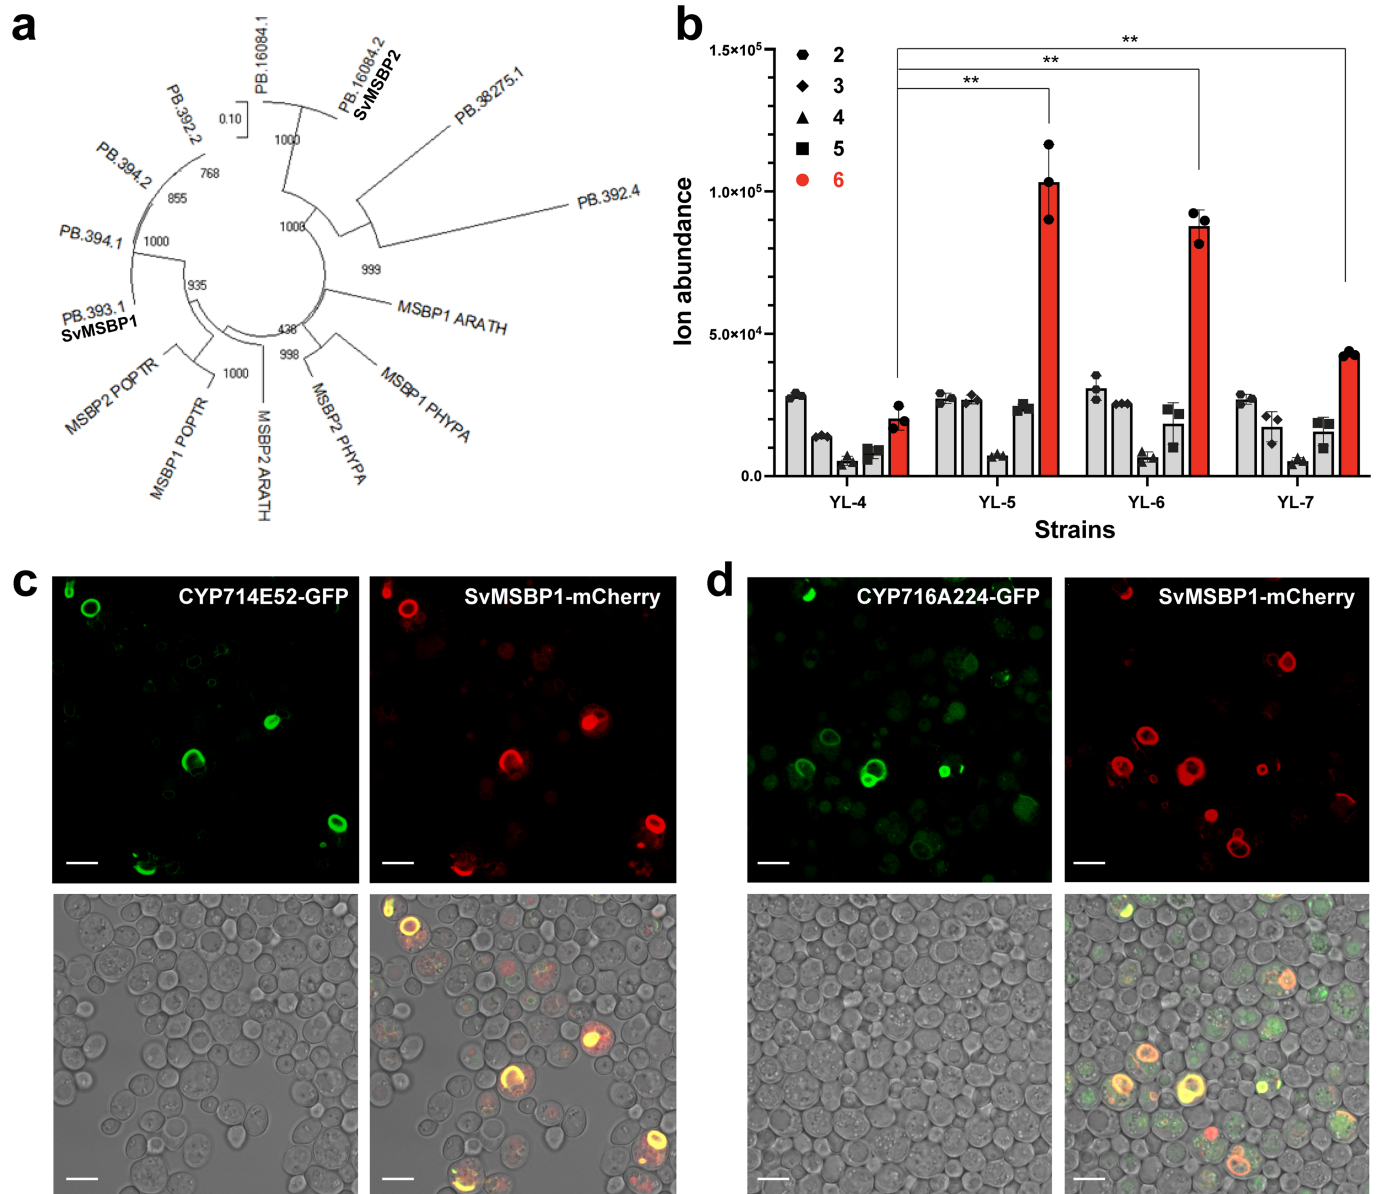 a
PB.16084.1
PB.16084.2
SvMSBP2
PB.38275.1
PB.392.4
PB.392.2
PB.394.2
PB.394.1
PB.393.1
SvMSBP1
MSBP2 POPTR
MSBP1 POPTR
MSBP2 ARATH
MSBP2 PHYPA
MSBP1 PHYPA
MSBP1 ARATH
0.10
1000
768
855
1000
1000
999
935
438
998
1000
b
1.5×10⁵
1.0×10⁵
5.0×10⁴
0.0
Ion abundance
2
3
4
5
6
**
**
**
YL-4 YL-5 YL-6 YL-7
Strains
c
CYP714E52-GFP
SvMSBP1-mCherry
d
CYP716A224-GFP
SvMSBP1-mCherry